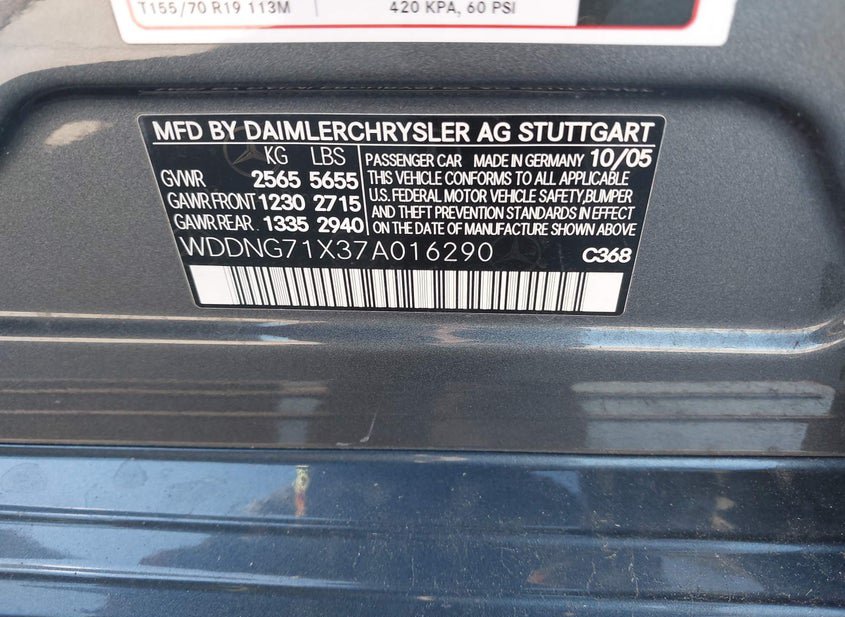 T155/70 R19 113M 420 KPA, 60 PSI
MFD BY DAIMLERCHRYSLER AG STUTTGART
KG LBS
GVWR 2565 5655
GAWR FRONT 1230 2715
GAWR REAR 1335 2940
PASSENGER CAR MADE IN GERMANY 10/05
THIS VEHICLE CONFORMS TO ALL APPLICABLE
U.S. FEDERAL MOTOR VEHICLE SAFETY,BUMPER
AND THEFT PREVENTION STANDARDS IN EFFECT
ON THE DATE OF MANUFACTURE SHOWN ABOVE
WDDNG71X37A016290 C368